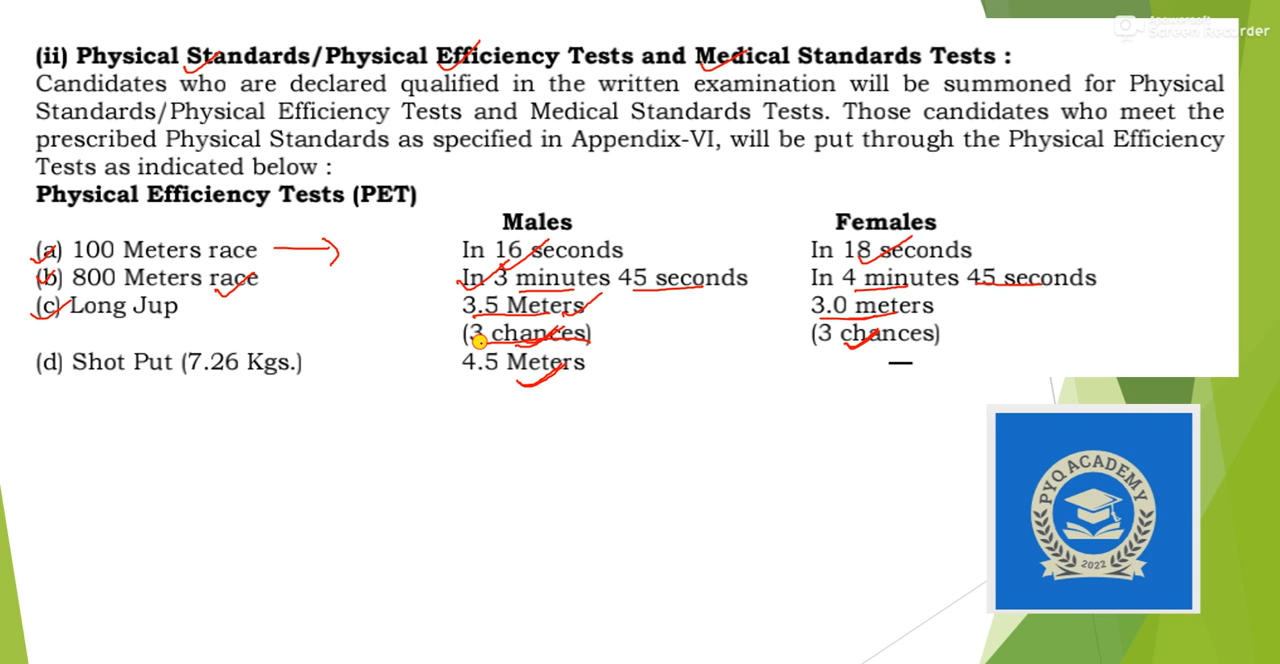 Apowersoft
Screen Recorder
(ii) Physical Standards/Physical Efficiency Tests and Medical Standards Tests :
Candidates who are declared qualified in the written examination will be summoned for Physical
Standards/Physical Efficiency Tests and Medical Standards Tests. Those candidates who meet the
prescribed Physical Standards as specified in Appendix-VI, will be put through the Physical Efficiency
Tests as indicated below :
Physical Efficiency Tests (PET)
Males Females
(a) 100 Meters race In 16 seconds In 18 seconds
(b) 800 Meters race In 3 minutes 45 seconds In 4 minutes 45 seconds
(c) Long Jup 3.5 Meters 3.0 meters
(3 chances) (3 chances)
(d) Shot Put (7.26 Kgs.) 4.5 Meters —
PYQ ACADEMY
2022